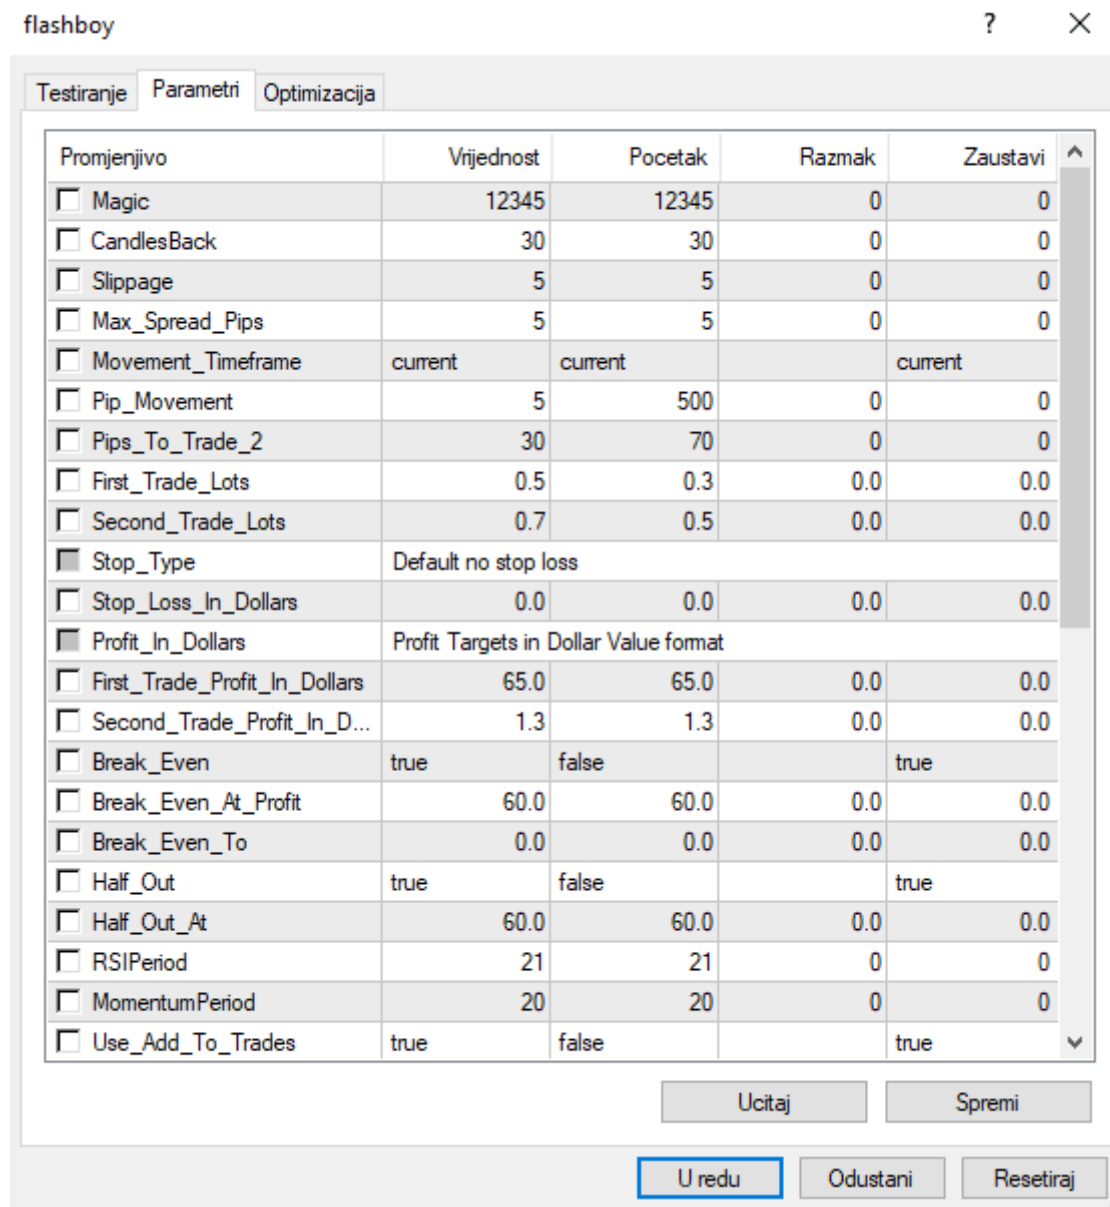 flashboy ? ×
Testiranje Parametri Optimizacija
Promjenjivo Vrijednost Pocetak Razmak Zaustavi
Magic 12345 12345 0 0
CandlesBack 30 30 0 0
Slippage 5 5 0 0
Max_Spread_Pips 5 5 0 0
Movement_Timeframe current current current
Pip_Movement 5 500 0 0
Pips_To_Trade_2 30 70 0 0
First_Trade_Lots 0.5 0.3 0.0 0.0
Second_Trade_Lots 0.7 0.5 0.0 0.0
Stop_Type Default no stop loss
Stop_Loss_In_Dollars 0.0 0.0 0.0 0.0
Profit_In_Dollars Profit Targets in Dollar Value format
First_Trade_Profit_In_Dollars 65.0 65.0 0.0 0.0
Second_Trade_Profit_In_D... 1.3 1.3 0.0 0.0
Break_Even true false true
Break_Even_At_Profit 60.0 60.0 0.0 0.0
Break_Even_To 0.0 0.0 0.0 0.0
Half_Out true false true
Half_Out_At 60.0 60.0 0.0 0.0
RSIPeriod 21 21 0 0
MomentumPeriod 20 20 0 0
Use_Add_To_Trades true false true
Ucitaj Spremi
U redu Odustani Resetiraj